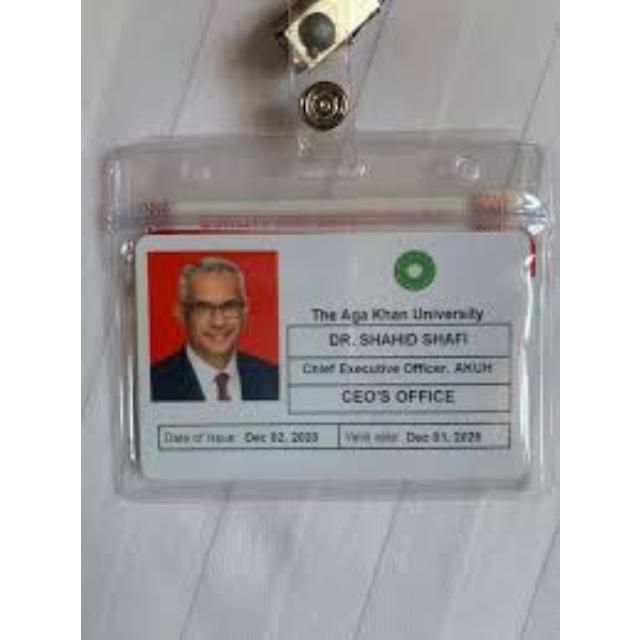 The Aga Khan University
DR. SHAHID SHAFI
Chief Executive Officer, AKUH
CEO'S OFFICE
Date of Issue: Dec 02, 2020 Valid upto: Dec 01, 2025